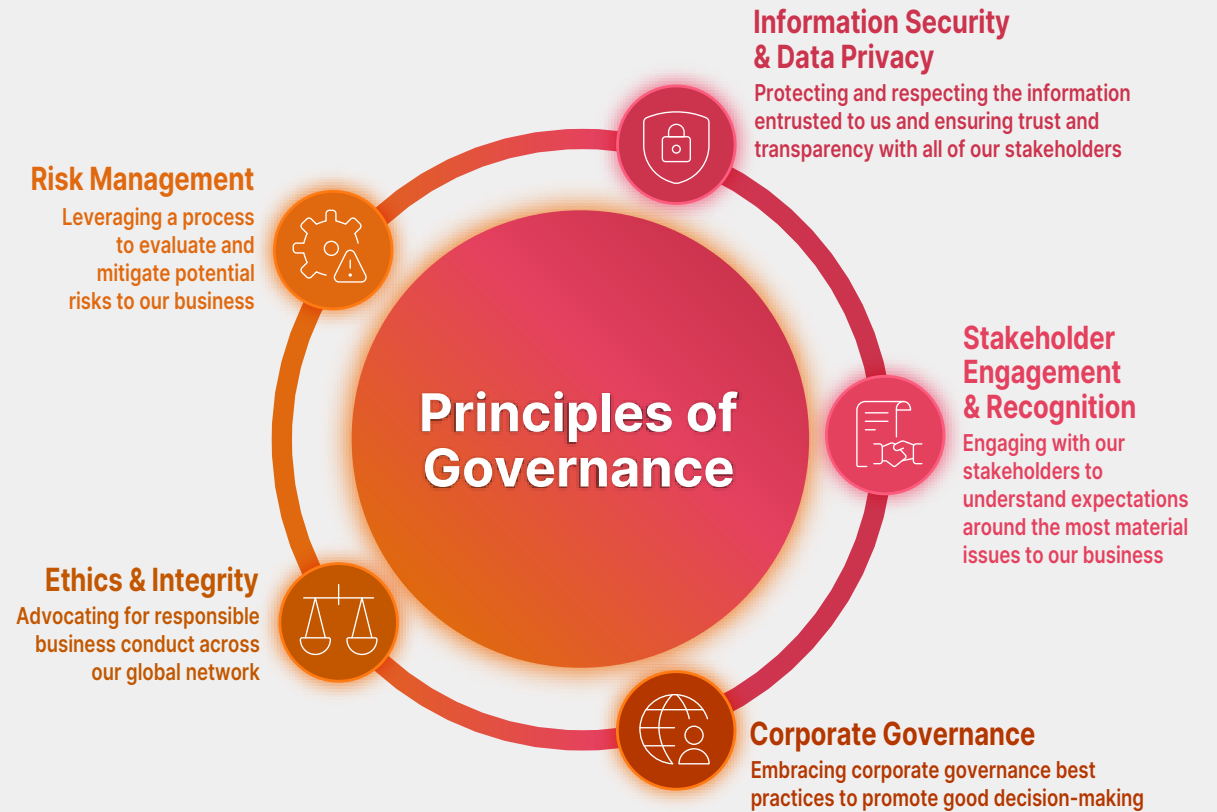 Information Security
& Data Privacy
Protecting and respecting the information
entrusted to us and ensuring trust and
transparency with all of our stakeholders
Risk Management
Leveraging a process
to evaluate and
mitigate potential
risks to our business
Stakeholder
Engagement
& Recognition
Engaging with our
stakeholders to
understand expectations
around the most material
issues to our business
Principles of
Governance
Ethics & Integrity
Advocating for responsible
business conduct across
our global network
Corporate Governance
Embracing corporate governance best
practices to promote good decision-making